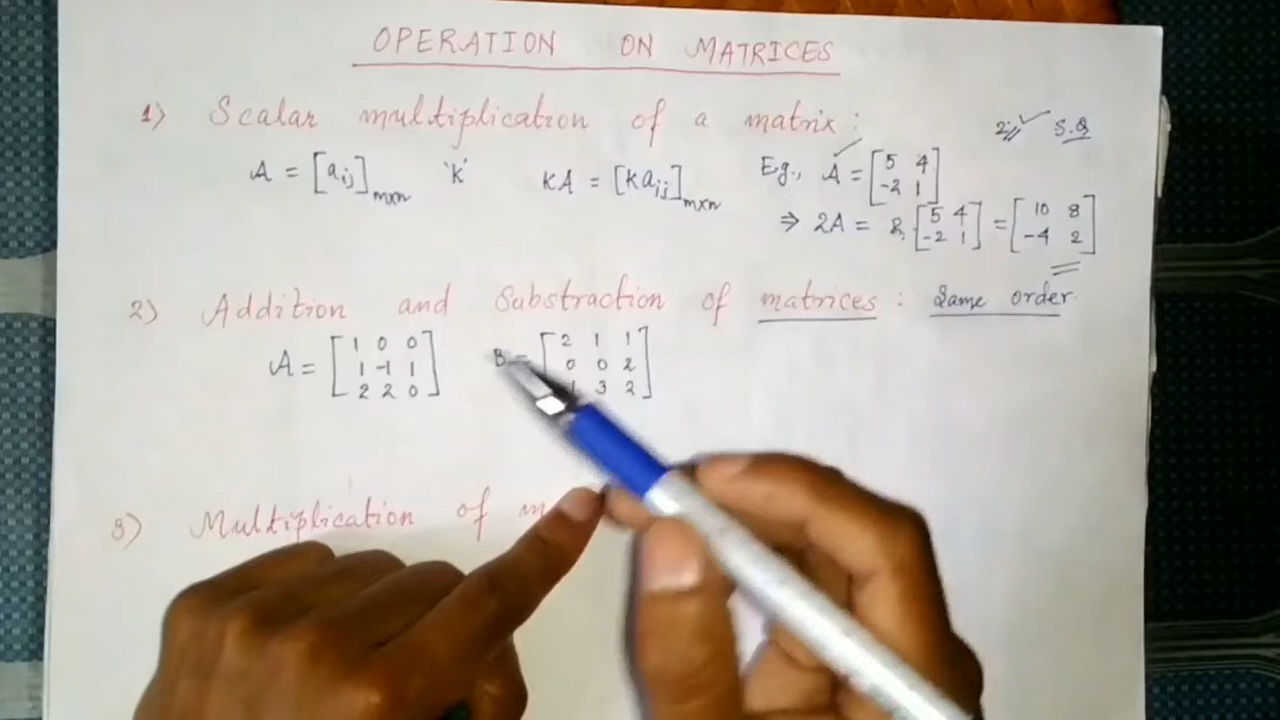 OPERATION ON MATRICES
1) Scalar multiplication of a matrix:
2 S.Q
A = [aij]mxn 'K' KA = [kaij]mxn E.g., A = [5 4
-2 1]
⇒ 2A = 2. [5 4
-2 1] = [10 8
-4 2]
2) Addition and Substraction of matrices: Same order.
A = [1 0 0
1 -1 1
2 2 0]
B = [2 1 1
0 0 2
1 3 2]
3) Multiplication of